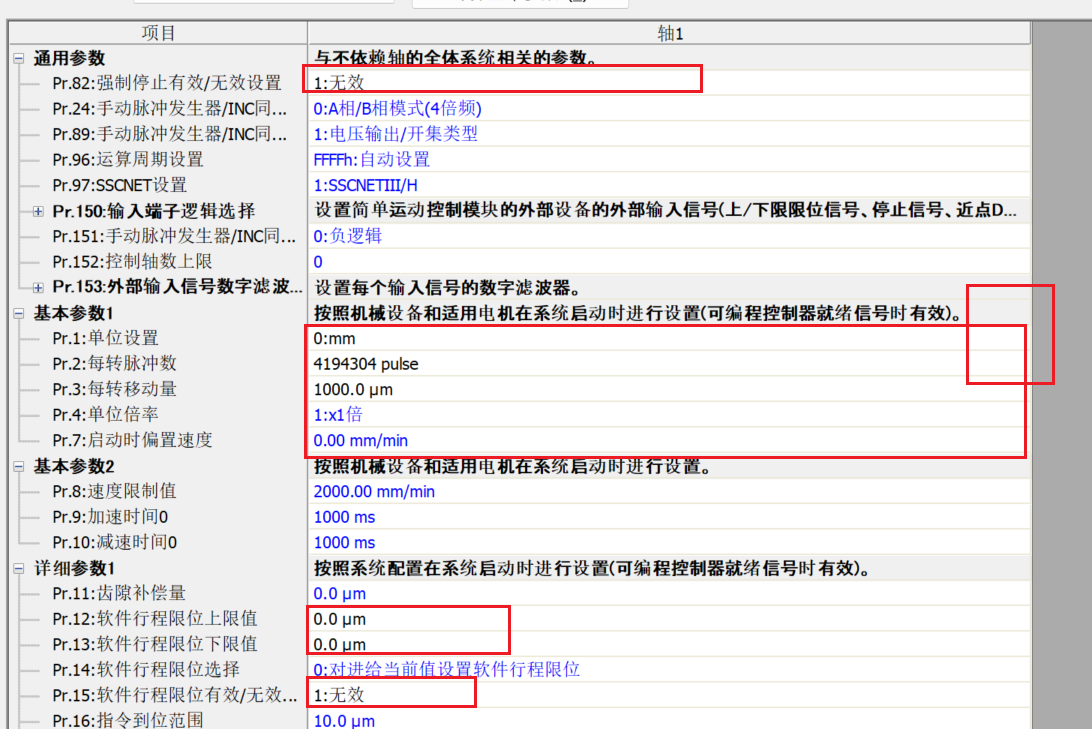 项目 轴1
通用参数 与不依赖轴的全体系统相关的参数。
Pr.82:强制停止有效/无效设置 1:无效
Pr.24:手动脉冲发生器/INC同... 0:A相/B相模式(4倍频)
Pr.89:手动脉冲发生器/INC同... 1:电压输出/开集类型
Pr.96:运算周期设置 FFFFh:自动设置
Pr.97:SSCNET设置 1:SSCNETIII/H
Pr.150:输入端子逻辑选择 设置简单运动控制模块的外部设备的外部输入信号(上/下限限位信号、停止信号、近点D...
Pr.151:手动脉冲发生器/INC同... 0:负逻辑
Pr.152:控制轴数上限 0
Pr.153:外部输入信号数字滤波... 设置每个输入信号的数字滤波器。
基本参数1 按照机械设备和适用电机在系统启动时进行设置(可编程控制器就绪信号时有效)。
Pr.1:单位设置 0:mm
Pr.2:每转脉冲数 4194304 pulse
Pr.3:每转移动量 1000.0 μm
Pr.4:单位倍率 1:x1倍
Pr.7:启动时偏置速度 0.00 mm/min
基本参数2 按照机械设备和适用电机在系统启动时进行设置。
Pr.8:速度限制值 2000.00 mm/min
Pr.9:加速时间0 1000 ms
Pr.10:减速时间0 1000 ms
详细参数1 按照系统配置在系统启动时进行设置(可编程控制器就绪信号时有效)。
Pr.11:齿隙补偿量 0.0 μm
Pr.12:软件行程限位上限值 0.0 μm
Pr.13:软件行程限位下限值 0.0 μm
Pr.14:软件行程限位选择 0:对进给当前值设置软件行程限位
Pr.15:软件行程限位有效/无效... 1:无效
Pr.16:指令到位范围 10.0 μm